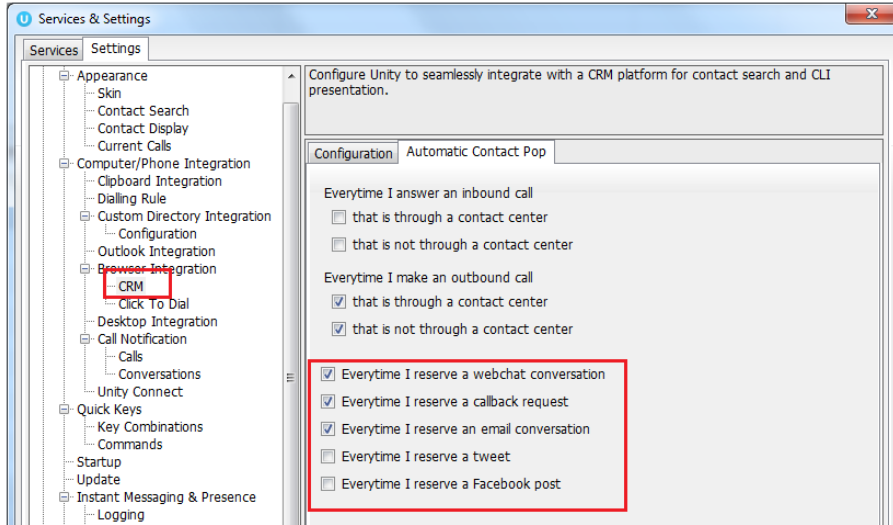 Services & Settings
Services Settings
Appearance
Skin
Contact Search
Contact Display
Current Calls
Computer/Phone Integration
Clipboard Integration
Dialling Rule
Custom Directory Integration
Configuration
Outlook Integration
Browser Integration
CRM
Click To Dial
Desktop Integration
Call Notification
Calls
Conversations
Unity Connect
Quick Keys
Key Combinations
Commands
Startup
Update
Instant Messaging & Presence
Logging
Configure Unity to seamlessly integrate with a CRM platform for contact search and CLI
presentation.
Configuration Automatic Contact Pop
Everytime I answer an inbound call
that is through a contact center
that is not through a contact center
Everytime I make an outbound call
that is through a contact center
that is not through a contact center
Everytime I reserve a webchat conversation
Everytime I reserve a callback request
Everytime I reserve an email conversation
Everytime I reserve a tweet
Everytime I reserve a Facebook post